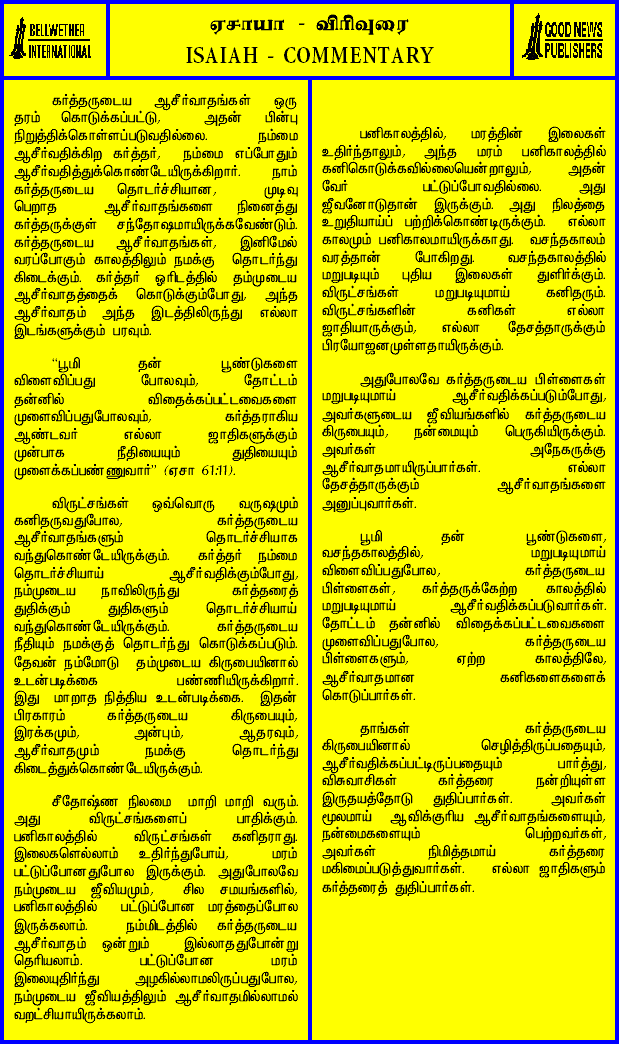 BELLWETHER
INTERNATIONAL
ஏசாயா - விரிவுரை
ISAIAH - COMMENTARY
GOOD NEWS
PUBLISHERS
கர்த்தருடைய ஆசீர்வாதங்கள் ஒரு
தரம் கொடுக்கப்பட்டு, அதன் பின்பு
நிறுத்திக்கொள்ளப்படுவதில்லை. நம்மை
ஆசீர்வதிக்கிற கர்த்தர், நம்மை எப்போதும்
ஆசீர்வதித்துக்கொண்டேயிருக்கிறார். நாம்
கர்த்தருடைய தொடர்ச்சியான, முடிவு
பெறாத ஆசீர்வாதங்களை நினைத்து
கர்த்தருக்குள் சந்தோஷமாயிருக்கவேண்டும்.
கர்த்தருடைய ஆசீர்வாதங்கள், இனிமேல்
வரப்போகும் காலத்திலும் நமக்கு தொடர்ந்து
கிடைக்கும். கர்த்தர் ஓரிடத்தில் தம்முடைய
ஆசீர்வாதத்தைக் கொடுக்கும்போது, அந்த
ஆசீர்வாதம் அந்த இடத்திலிருந்து எல்லா
இடங்களுக்கும் பரவும்.
“பூமி தன் பூண்டுகளை
விளைவிப்பது போலவும், தோட்டம்
தன்னில் விதைக்கப்பட்டவைகளை
முளைவிப்பதுபோலவும், கர்த்தராகிய
ஆண்டவர் எல்லா ஜாதிகளுக்கும்
முன்பாக நீதியையும் துதியையும்
முளைக்கப்பண்ணுவார்” (ஏசா 61:11).
விருட்சங்கள் ஒவ்வொரு வருஷமும்
கனிதருவதுபோல, கர்த்தருடைய
ஆசீர்வாதங்களும் தொடர்ச்சியாக
வந்துகொண்டேயிருக்கும். கர்த்தர் நம்மை
தொடர்ச்சியாய் ஆசீர்வதிக்கும்போது,
நம்முடைய நாவிலிருந்து கர்த்தரைத்
துதிக்கும் துதிகளும் தொடர்ச்சியாய்
வந்துகொண்டேயிருக்கும். கர்த்தருடைய
நீதியும் நமக்குத் தொடர்ந்து கொடுக்கப்படும்.
தேவன் நம்மோடு தம்முடைய கிருபையினால்
உடன்படிக்கை பண்ணியிருக்கிறார்.
இது மாறாத நித்திய உடன்படிக்கை. இதன்
பிரகாரம் கர்த்தருடைய கிருபையும்,
இரக்கமும், அன்பும், ஆதரவும்,
ஆசீர்வாதமும் நமக்கு தொடர்ந்து
கிடைத்துக்கொண்டேயிருக்கும்.
சீதோஷ்ண நிலமை மாறி மாறி வரும்.
அது விருட்சங்களைப் பாதிக்கும்.
பனிகாலத்தில் விருட்சங்கள் கனிதராது.
இலைகளெல்லாம் உதிர்ந்துபோய், மரம்
பட்டுப்போனதுபோல இருக்கும். அதுபோலவே
நம்முடைய ஜீவியமும், சில சமயங்களில்,
பனிகாலத்தில் பட்டுப்போன மரத்தைப்போல
இருக்கலாம். நம்மிடத்தில் கர்த்தருடைய
ஆசீர்வாதம் ஒன்றும் இல்லாததுபோன்று
தெரியலாம். பட்டுப்போன மரம்
இலையுதிர்ந்து அழகில்லாமலிருப்பதுபோல,
நம்முடைய ஜீவியத்திலும் ஆசீர்வாதமில்லாமல்
வறட்சியாயிருக்கலாம்.
பனிகாலத்தில், மரத்தின் இலைகள்
உதிர்ந்தாலும், அந்த மரம் பனிகாலத்தில்
கனிகொடுக்கவில்லையென்றாலும், அதன்
வேர் பட்டுப்போவதில்லை. அது
ஜீவனோடுதான் இருக்கும். அது நிலத்தை
உறுதியாய்ப் பற்றிக்கொண்டிருக்கும். எல்லா
காலமும் பனிகாலமாயிருக்காது. வசந்தகாலம்
வரத்தான் போகிறது. வசந்தகாலத்தில்
மறுபடியும் புதிய இலைகள் துளிர்க்கும்.
விருட்சங்கள் மறுபடியுமாய் கனிதரும்.
விருட்சங்களின் கனிகள் எல்லா
ஜாதியாருக்கும், எல்லா தேசத்தாருக்கும்
பிரயோஜனமுள்ளதாயிருக்கும்.
அதுபோலவே கர்த்தருடைய பிள்ளைகள்
மறுபடியுமாய் ஆசீர்வதிக்கப்படும்போது,
அவர்களுடைய ஜீவியங்களில் கர்த்தருடைய
கிருபையும், நன்மையும் பெருகியிருக்கும்.
அவர்கள் அநேகருக்கு
ஆசீர்வாதமாயிருப்பார்கள். எல்லா
தேசத்தாருக்கும் ஆசீர்வாதங்களை
அனுப்புவார்கள்.
பூமி தன் பூண்டுகளை,
வசந்தகாலத்தில், மறுபடியுமாய்
விளைவிப்பதுபோல, கர்த்தருடைய
பிள்ளைகள், கர்த்தருக்கேற்ற காலத்தில்
மறுபடியுமாய் ஆசீர்வதிக்கப்படுவார்கள்.
தோட்டம் தன்னில் விதைக்கப்பட்டவைகளை
முளைவிப்பதுபோல, கர்த்தருடைய
பிள்ளைகளும், ஏற்ற காலத்திலே,
ஆசீர்வாதமான கனிகளைகளைக்
கொடுப்பார்கள்.
தாங்கள் கர்த்தருடைய
கிருபையினால் செழித்திருப்பதையும்,
ஆசீர்வதிக்கப்பட்டிருப்பதையும் பார்த்து,
விசுவாசிகள் கர்த்தரை நன்றியுள்ள
இருதயத்தோடு துதிப்பார்கள். அவர்கள்
மூலமாய் ஆவிக்குரிய ஆசீர்வாதங்களையும்,
நன்மைகளையும் பெற்றவர்கள்,
அவர்கள் நிமித்தமாய் கர்த்தரை
மகிமைப்படுத்துவார்கள். எல்லா ஜாதிகளும்
கர்த்தரைத் துதிப்பார்கள்.